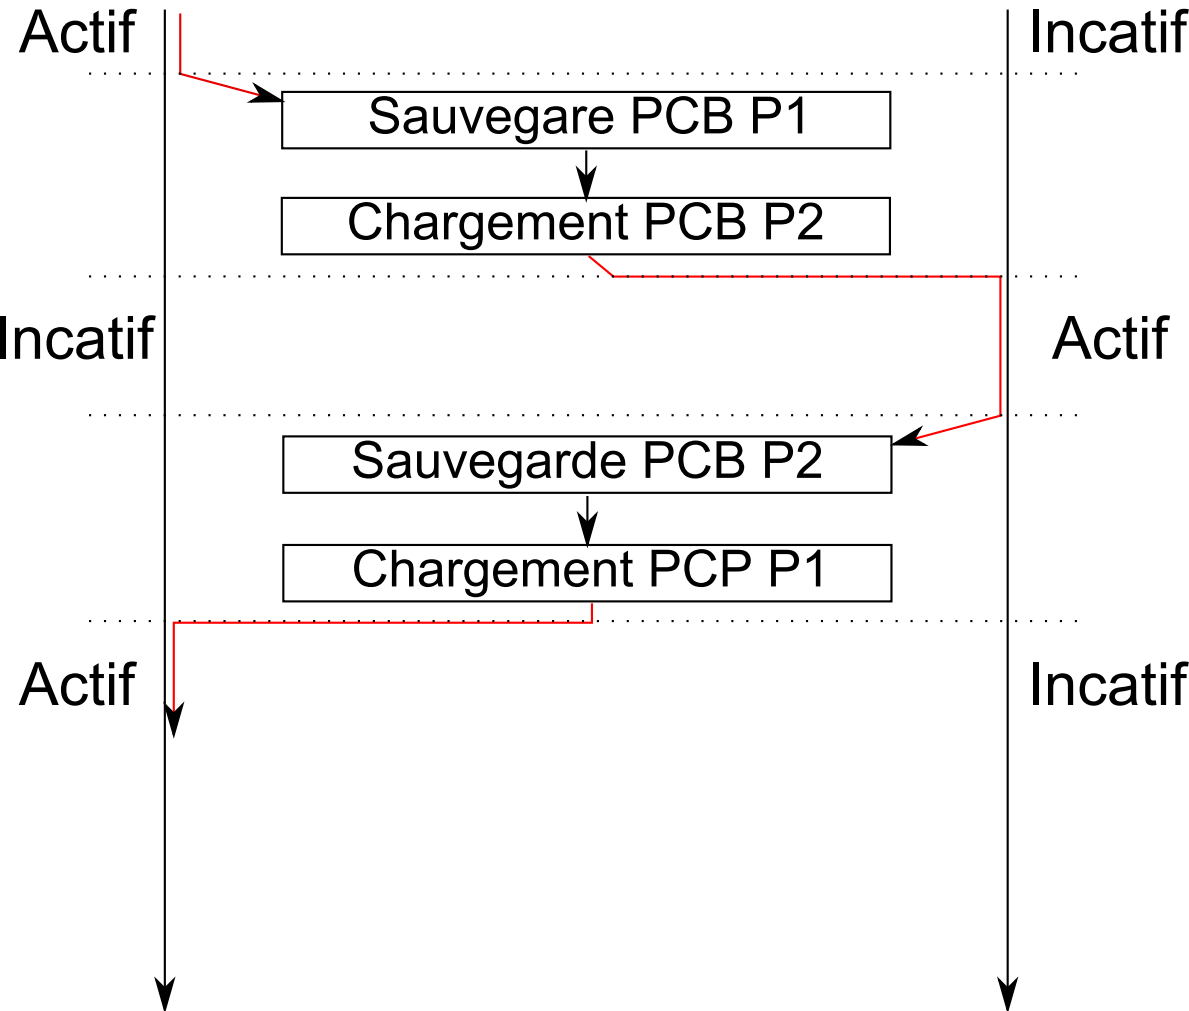 Actif
Incatif
Sauvegare PCB P1
Chargement PCB P2
Incatif
Actif
Sauvegarde PCB P2
Chargement PCP P1
Actif
Incatif